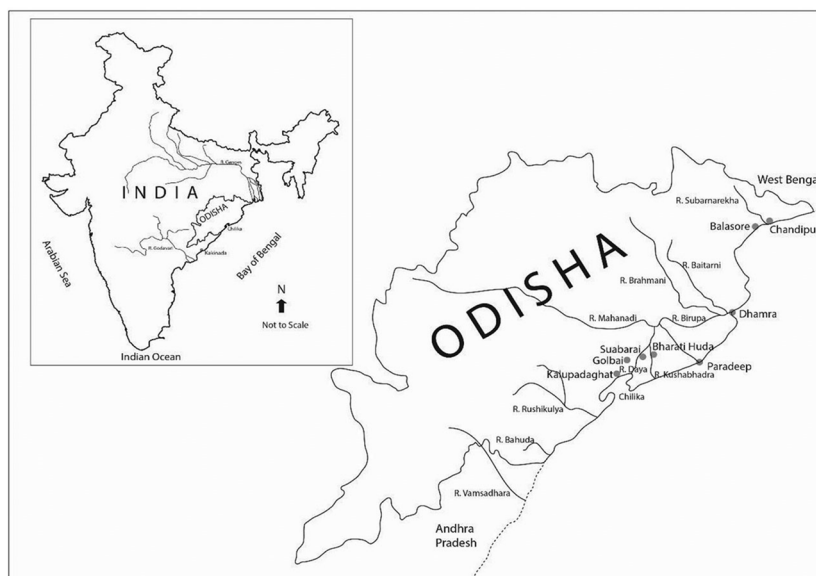 R. Ganges
INDIA
ODISHA
Chilika
R. Godavari
Kakinada
Arabian Sea
Bay of Bengal
N
Not to Scale
Indian Ocean
West Benga
R. Subarnarekha
Balasore
Chandipu
ODISHA
R. Baitarni
R. Brahmani
R. Mahanadi
R. Birupa
Dhamra
Suabarai
Bharati Huda
Golbai
R. Daya
Paradeep
Kalupadaghat
R. Kushabhadra
Chilika
R. Rushikulya
R. Bahuda
R. Vamsadhara
Andhra
Pradesh